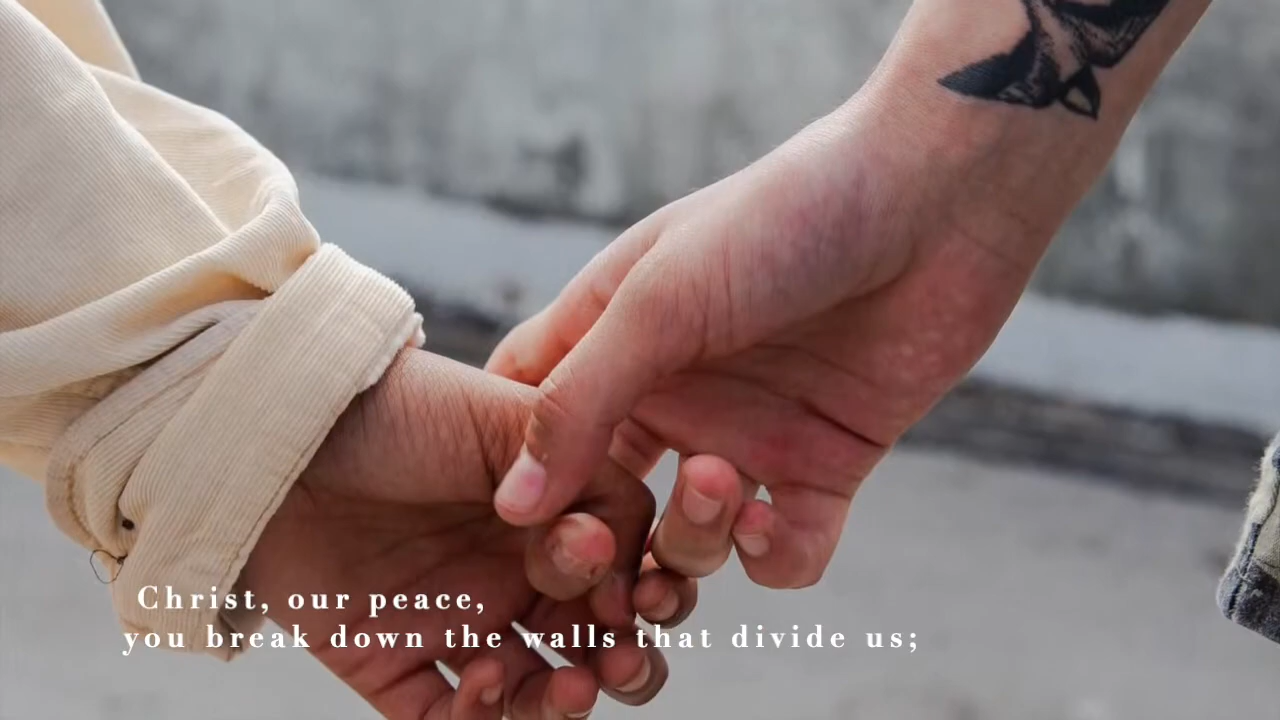 Christ, our peace,
you break down the walls that divide us;